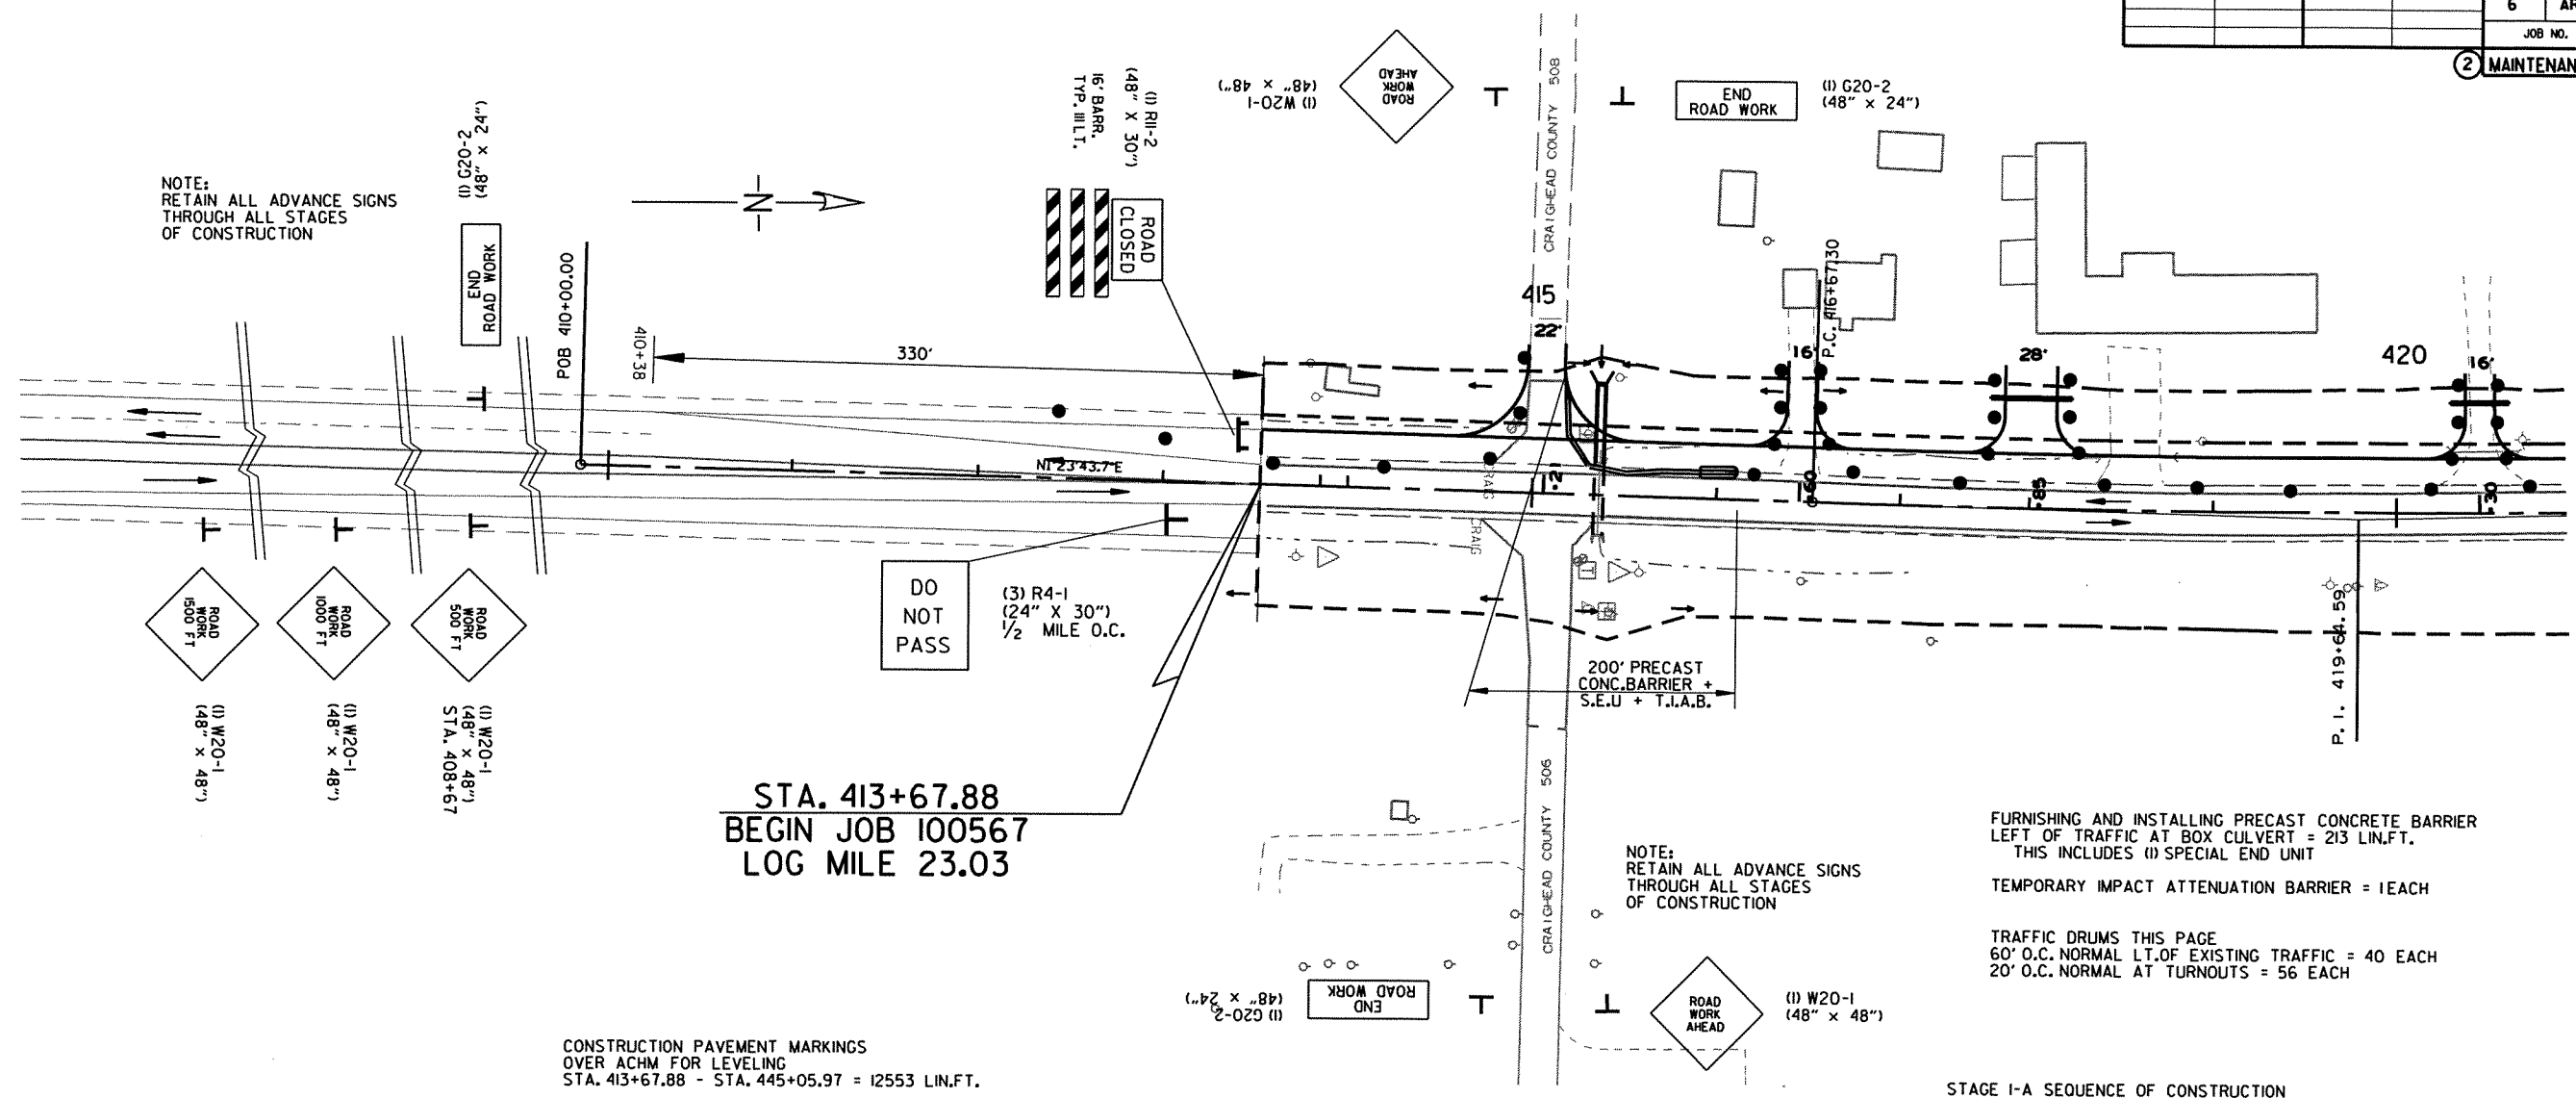 6
AR
JOB NO.
2 MAINTENAN
NOTE:
RETAIN ALL ADVANCE SIGNS
THROUGH ALL STAGES
OF CONSTRUCTION
(1) G20-2
(48" x 24")
END
ROAD WORK
POB 410+00.00
410+38
330'
N
16' BARR.
TYP. III LT.
(1) R11-2
(48" X 30")
ROAD
CLOSED
(1) W20-1
(48" x 48")
ROAD
WORK
AHEAD
CRAIGHEAD COUNTY 508
END
ROAD WORK
(1) G20-2
(48" x 24")
415
22'
16'
P.C. 416+67.30
28'
420
16'
N1°23'43.7"E
CRAIG
CRAIG
.21
.60
.85
.30
DO
NOT
PASS
(3) R4-1
(24" X 30")
1/2 MILE O.C.
ROAD
WORK
1500 FT
ROAD
WORK
1000 FT
ROAD
WORK
500 FT
(1) W20-1
(48" x 48")
(1) W20-1
(48" x 48")
(1) W20-1
(48" x 48")
STA. 408+67
200' PRECAST
CONC.BARRIER +
S.E.U + T.I.A.B.
P.I. 419+64.59
STA. 413+67.88
BEGIN JOB 100567
LOG MILE 23.03
CRAIGHEAD COUNTY 506
NOTE:
RETAIN ALL ADVANCE SIGNS
THROUGH ALL STAGES
OF CONSTRUCTION
FURNISHING AND INSTALLING PRECAST CONCRETE BARRIER
LEFT OF TRAFFIC AT BOX CULVERT = 213 LIN.FT.
THIS INCLUDES (1) SPECIAL END UNIT
TEMPORARY IMPACT ATTENUATION BARRIER = 1 EACH
TRAFFIC DRUMS THIS PAGE
60' O.C. NORMAL LT.OF EXISTING TRAFFIC = 40 EACH
20' O.C. NORMAL AT TURNOUTS = 56 EACH
(1) G20-2
(48" x 24")
END
ROAD WORK
ROAD
WORK
AHEAD
(1) W20-1
(48" x 48")
CONSTRUCTION PAVEMENT MARKINGS
OVER ACHM FOR LEVELING
STA. 413+67.88 - STA. 445+05.97 = 12553 LIN.FT.
STAGE 1-A SEQUENCE OF CONSTRUCTION